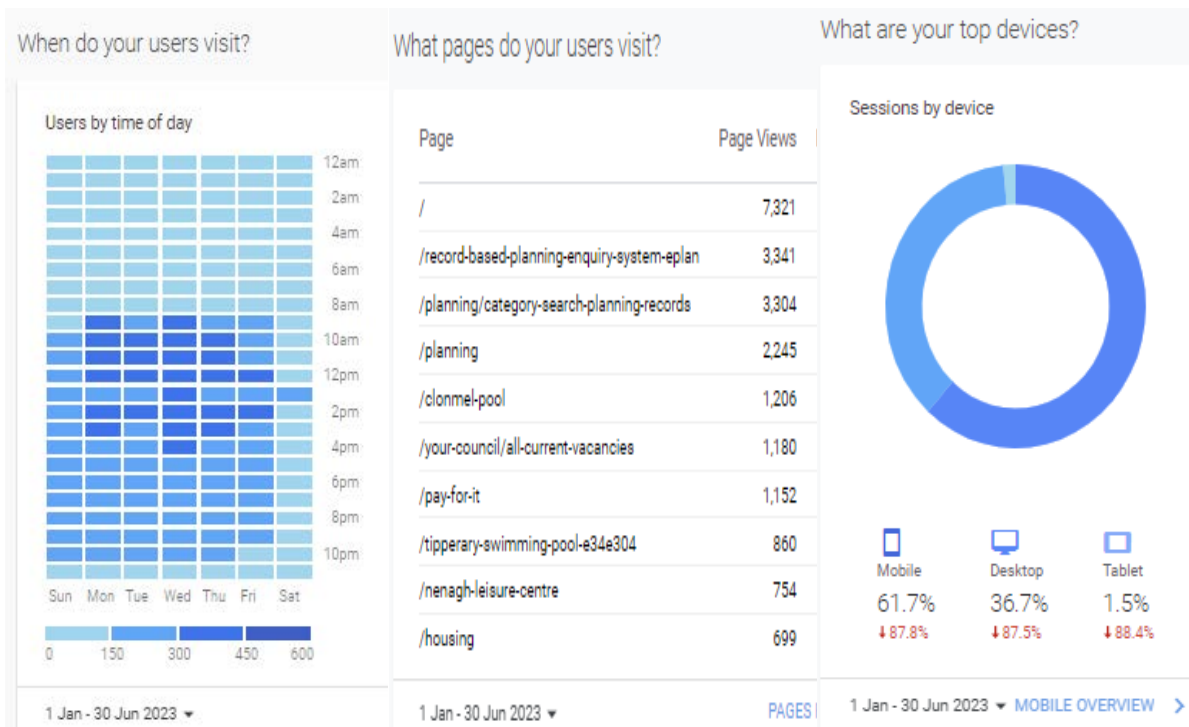 When do your users visit?
Users by time of day
12am
2am
4am
6am
8am
10am
12pm
2pm
4pm
6pm
8pm
10pm
Sun Mon Tue Wed Thu Fri Sat
0 150 300 450 600
1 Jan - 30 Jun 2023
What pages do your users visit?
Page Page Views
/ 7,321
/record-based-planning-enquiry-system-eplan 3,341
/planning/category-search-planning-records 3,304
/planning 2,245
/clonmel-pool 1,206
/your-council/all-current-vacancies 1,180
/pay-for-it 1,152
/tipperary-swimming-pool-e34e304 860
/nenagh-leisure-centre 754
/housing 699
1 Jan - 30 Jun 2023 PAGES
What are your top devices?
Sessions by device
Mobile Desktop Tablet
61.7% 36.7% 1.5%
87.8% 87.5% 88.4%
1 Jan - 30 Jun 2023 MOBILE OVERVIEW